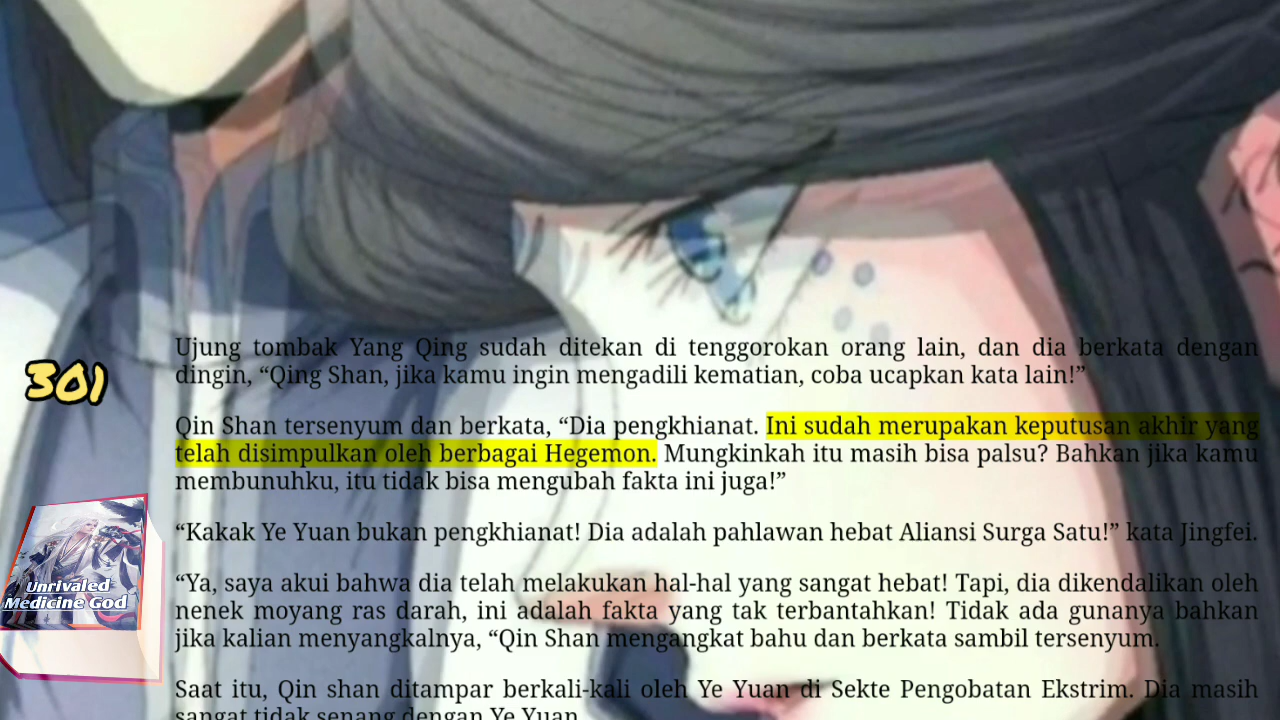 Ujung tombak Yang Qing sudah ditekan di tenggorokan orang lain, dan dia berkata dengan
dingin, “Qing Shan, jika kamu ingin mengadili kematian, coba ucapkan kata lain!”
Qin Shan tersenyum dan berkata, “Dia pengkhianat. Ini sudah merupakan keputusan akhir yang
telah disimpulkan oleh berbagai Hegemon. Mungkinkah itu masih bisa palsu? Bahkan jika kamu
membunuhku, itu tidak bisa mengubah fakta ini juga!”
“Kakak Ye Yuan bukan pengkhianat! Dia adalah pahlawan hebat Aliansi Surga Satu!” kata Jingfei.
“Ya, saya akui bahwa dia telah melakukan hal-hal yang sangat hebat! Tapi, dia dikendalikan oleh
nenek moyang ras darah, ini adalah fakta yang tak terbantahkan! Tidak ada gunanya bahkan
jika kalian menyangkalnya, “Qin Shan mengangkat bahu dan berkata sambil tersenyum.
Saat itu, Qin shan ditampar berkali-kali oleh Ye Yuan di Sekte Pengobatan Ekstrim. Dia masih
sangat tidak senang dengan Ye Yuan.
301
Unrivaled
Medicine God